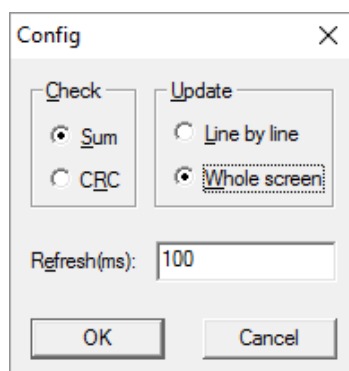 Config
Check
Update
Sum
Line by line
CRC
Whole screen
Refresh(ms): 100
OK
Cancel